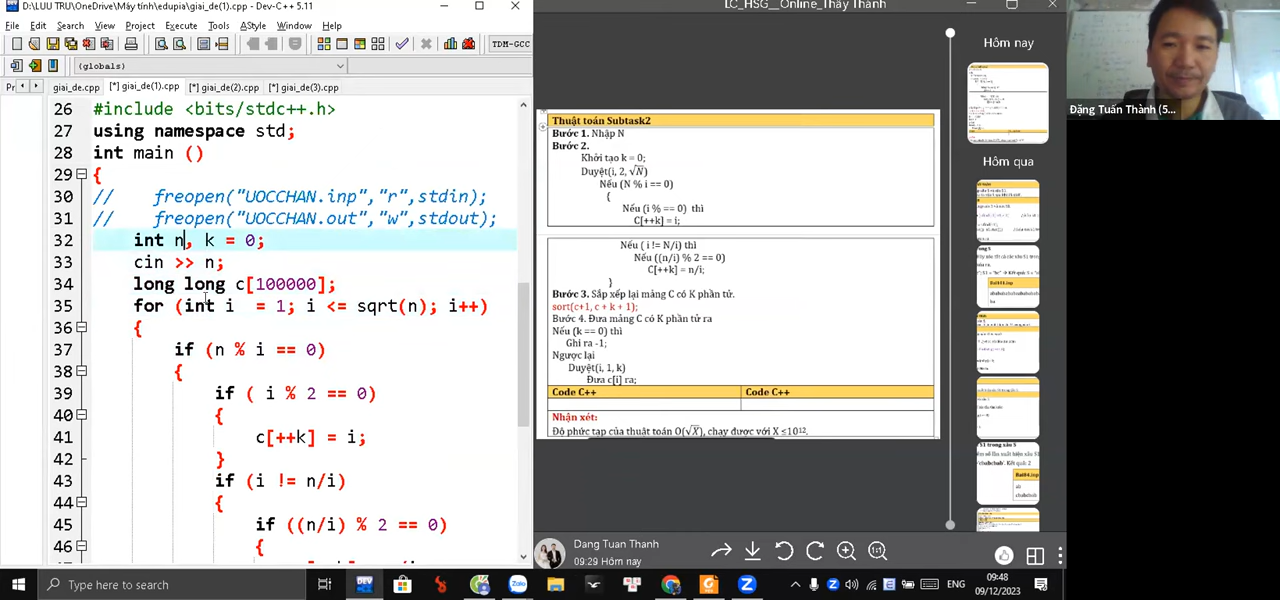 D:\LUU TRU\OneDrive\Máy tính\edupia\giai_de(1).cpp - Dev-C++ 5.11
File Edit Search View Project Execute Tools AStyle Window Help
TDM-GCC
(globals)
Pr
giai_de.cpp
[*] giai_de(1).cpp
[*] giai_de(2).cpp
[*] giai_de(3).cpp
26 #include <bits/stdc++.h>
27 using namespace std;
28 int main ()
29 {
30 // freopen("UOCCHAN.inp","r",stdin);
31 // freopen("UOCCHAN.out","w",stdout);
32 int n, k = 0;
33 cin >> n;
34 long long c[100000];
35 for (int i = 1; i <= sqrt(n); i++)
36 {
37 if (n % i == 0)
38 {
39 if ( i % 2 == 0)
40 {
41 c[++k] = i;
42 }
43 if (i != n/i)
44 {
45 if ((n/i) % 2 == 0)
46 {
LC_HSG__Online_Thầy Thành
Thuật toán Subtask2
Bước 1. Nhập N
Bước 2.
Khởi tạo k = 0;
Duyệt(i, 2, √N)
Nếu (N % i == 0)
{
Nếu (i % == 0) thì
C[++k] = i;
Nếu ( i != N/i) thì
Nếu ((n/i) % 2 == 0)
C[++k] = n/i;
}
Bước 3. Sắp xếp lại mảng C có K phần tử.
sort(c+1, c + k + 1);
Bước 4. Đưa mảng C có K phần tử ra
Nếu (k == 0) thì
Ghi ra -1;
Ngược lại
Duyệt(i, 1, k)
Đưa c[i] ra;
Code C++ Code C++
Nhận xét:
Độ phức tạp của thuật toán O(√X), chạy được với X ≤10¹².
Dang Tuan Thanh
09:29 Hôm nay
1:1
Hôm nay
Hôm qua
Đặng Tuấn Thành (5...
Type here to search
Zalo
ENG
09:48
09/12/2023